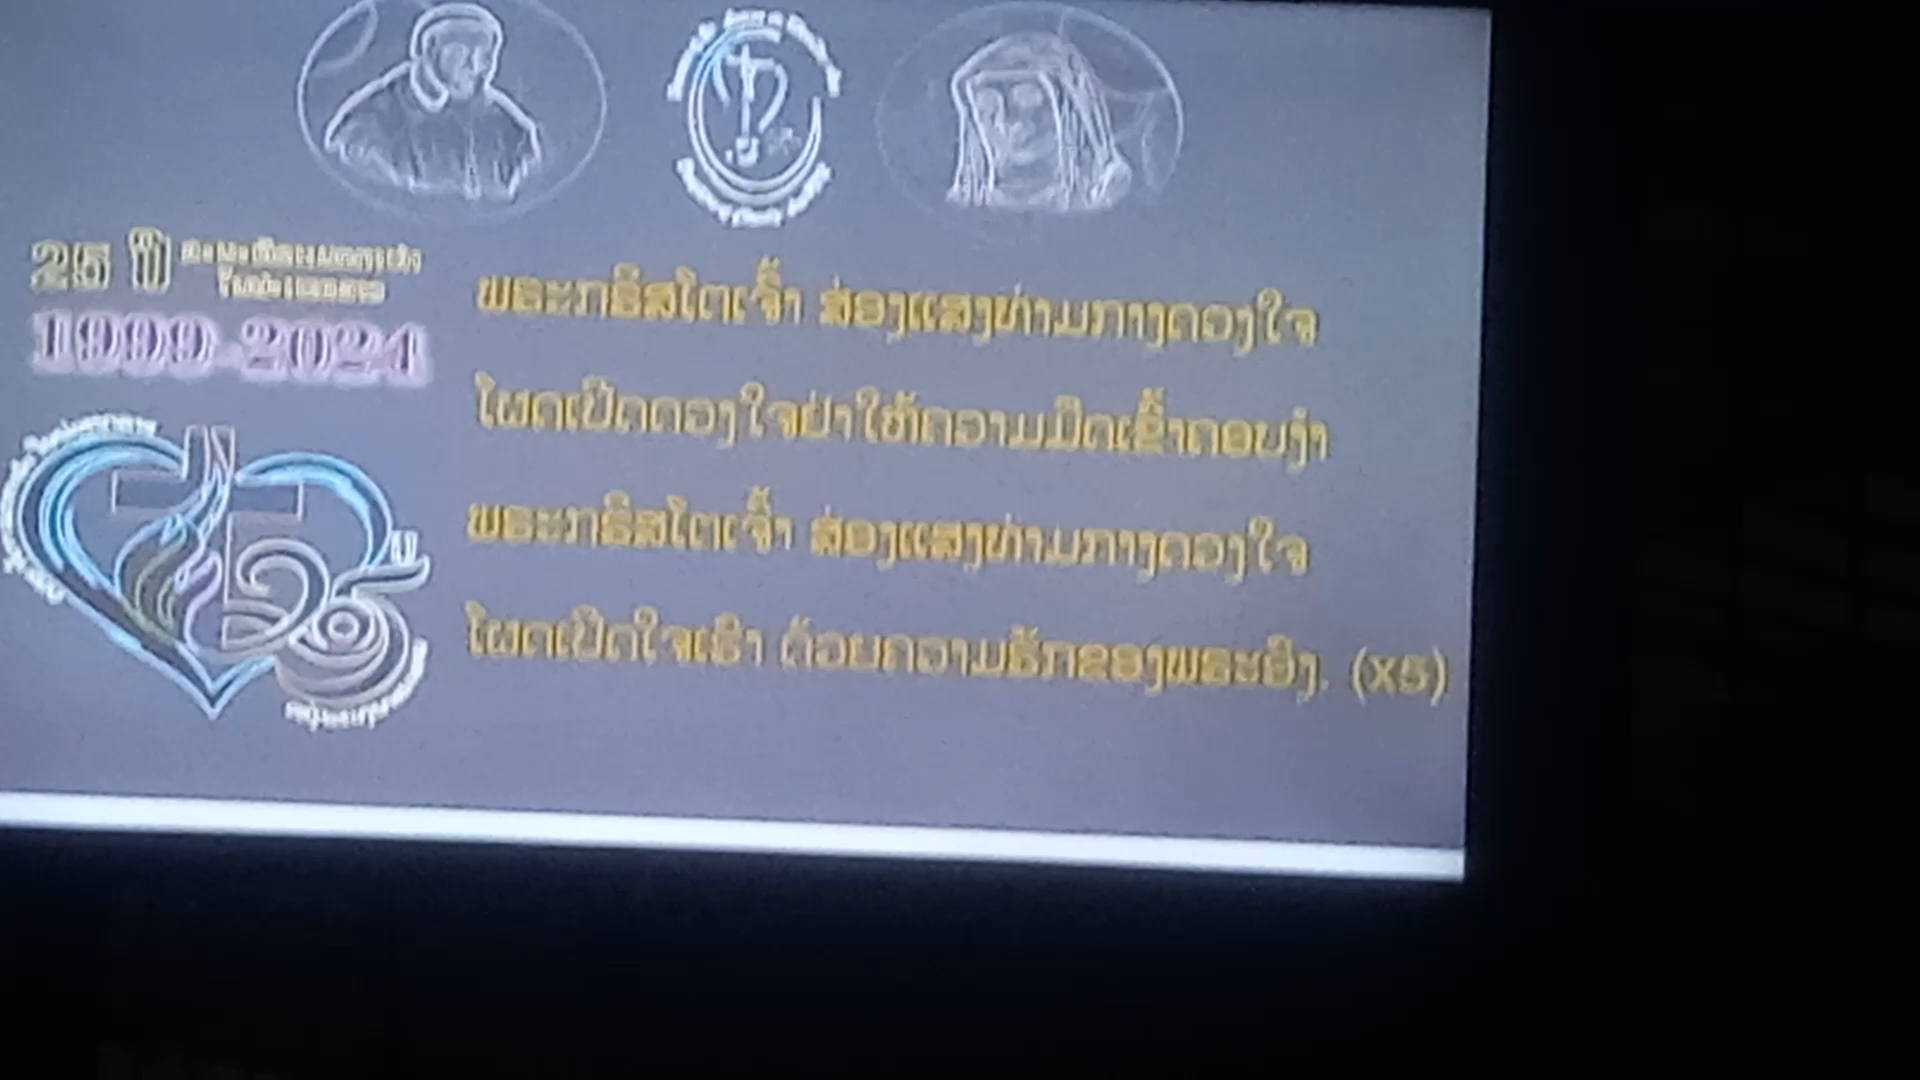 25 ປີ
1999-2024
ພຣະກຣິສໂຕເຈົ້າ ສ່ອງແສງທ່າມກາງດວງໃຈ
ໂຜດເປີດດວງໃຈຢ່າໃຫ້ຄວາມມືດເຂົ້າຄອບງໍາ
ພຣະກຣິສໂຕເຈົ້າ ສ່ອງແສງທ່າມກາງດວງໃຈ
ໂຜດເປີດໃຈເຮົາ ດ້ວຍຄວາມຮັກຂອງພຣະອົງ. (X5)